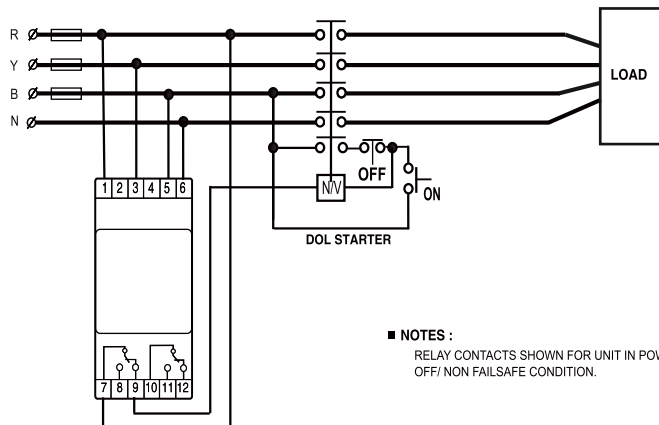 R
Y
B
N
LOAD
OFF
ON
N/V
DOL STARTER
1 2 3 4 5 6
7 8 9 10 11 12
■ NOTES :
RELAY CONTACTS SHOWN FOR UNIT IN
OFF/ NON FAILSAFE CONDITION.